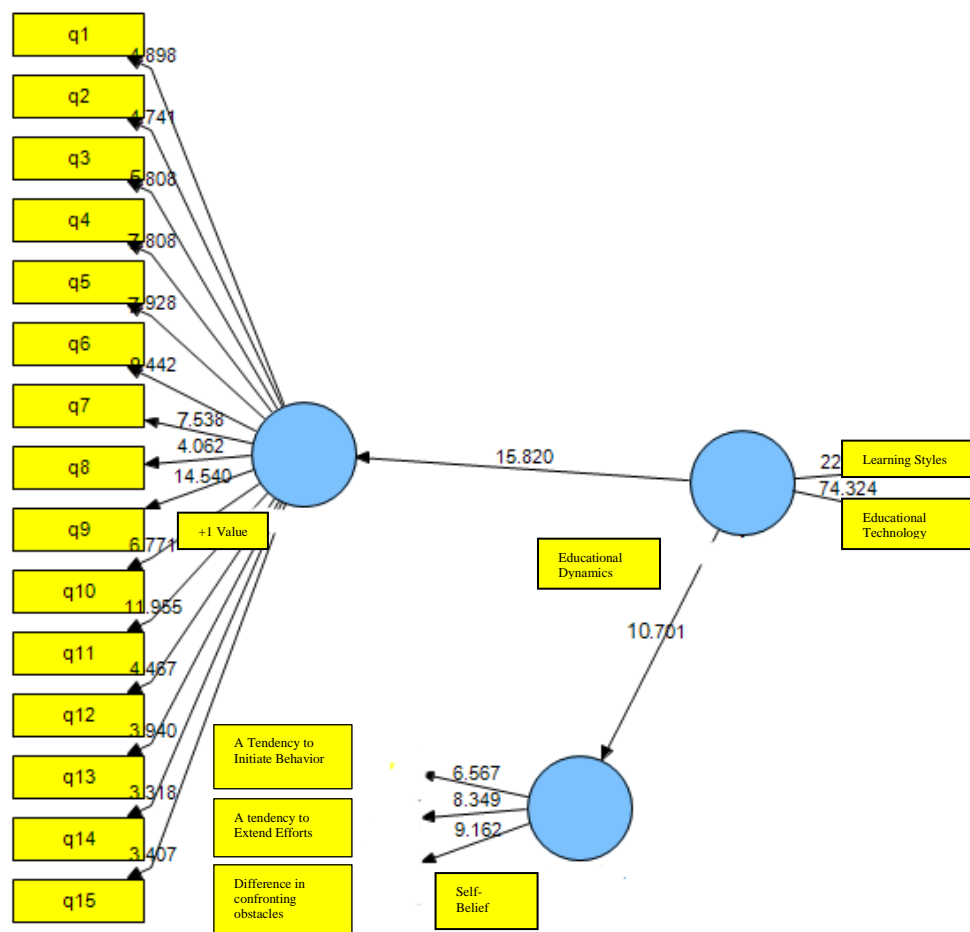 q1
4.898
q2
4.741
q3
5.808
q4
7.808
q5
7.928
q6
9.442
q7
7.538
4.062
q8
14.540
q9
+1 Value
6.771
q10
11.955
q11
4.467
q12
3.940
q13
3.318
q14
3.407
q15
15.820
22
Learning Styles
74.324
Educational
Technology
Educational
Dynamics
10.701
A Tendency to
Initiate Behavior
A tendency to
Extend Efforts
Difference in
confronting
obstacles
6.567
8.349
9.162
Self-
Belief